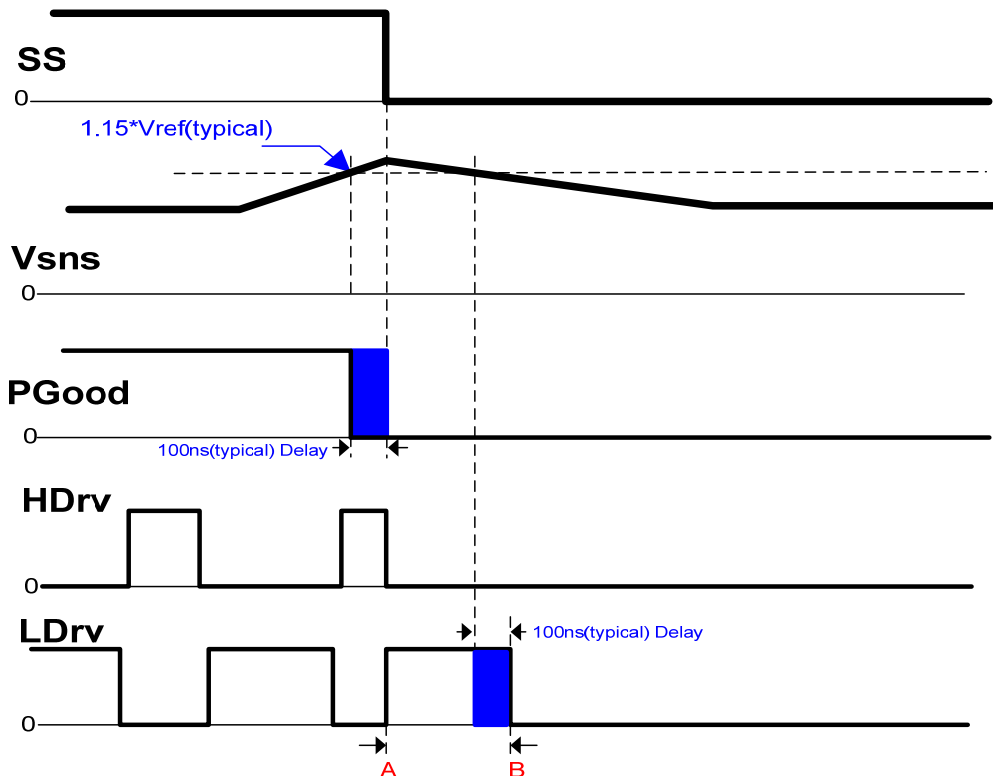 SS
0
1.15*Vref(typical)
Vsns
0
PGood
0
100ns(typical) Delay
HDrv
0
LDrv
100ns(typical) Delay
0
A
B